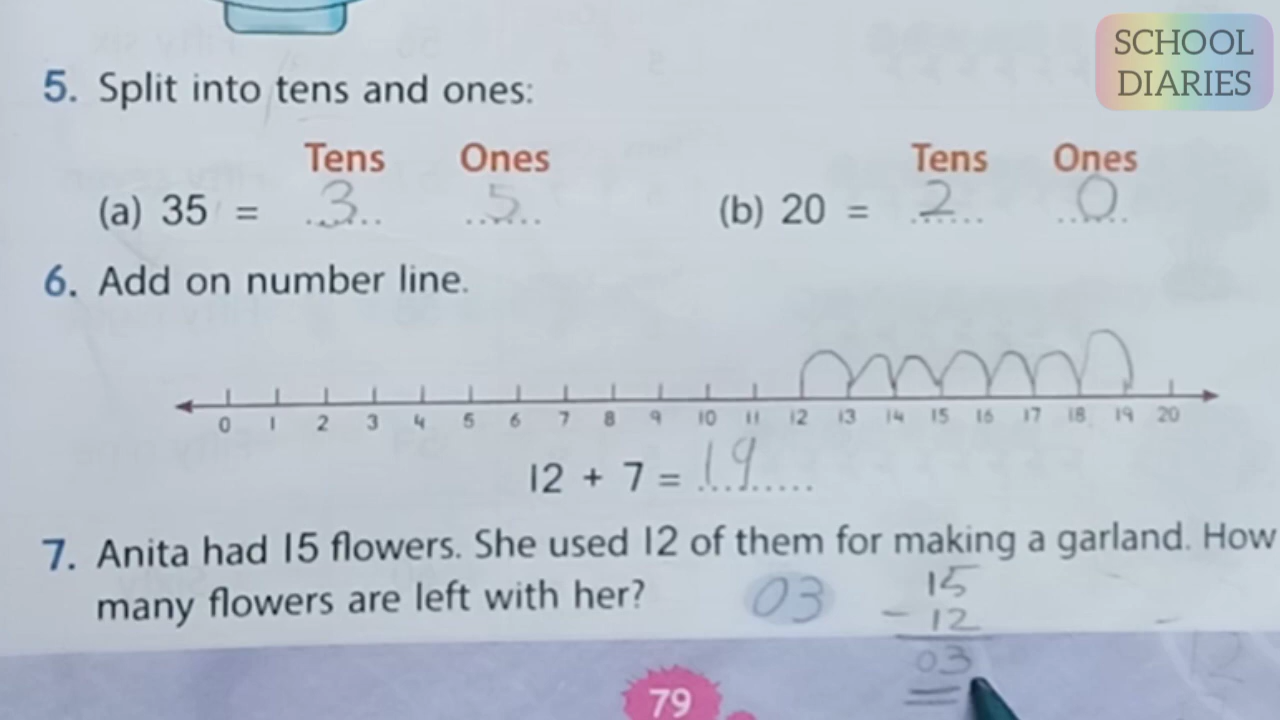 SCHOOL
DIARIES
5. Split into tens and ones:
Tens Ones Tens Ones
(a) 35 = 3 5 (b) 20 = 2 0
6. Add on number line.
0 1 2 3 4 5 6 7 8 9 10 11 12 13 14 15 16 17 18 19 20
12 + 7 = 19
7. Anita had 15 flowers. She used 12 of them for making a garland. How
many flowers are left with her? 03
15
- 12
03
79